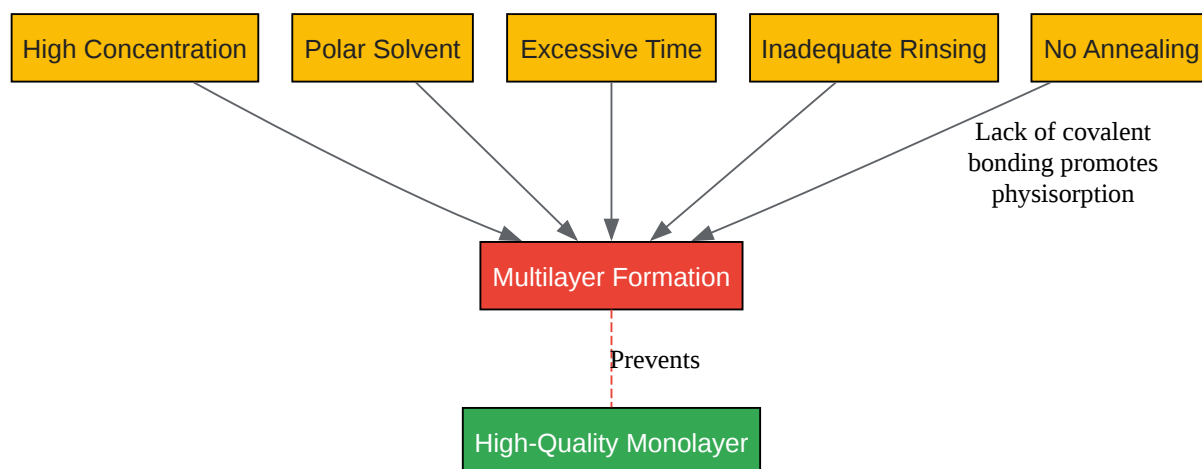 High Concentration
Polar Solvent
Excessive Time
Inadequate Rinsing
No Annealing
Lack of covalent
bonding promotes
physisorption
Multilayer Formation
Prevents
High-Quality Monolayer